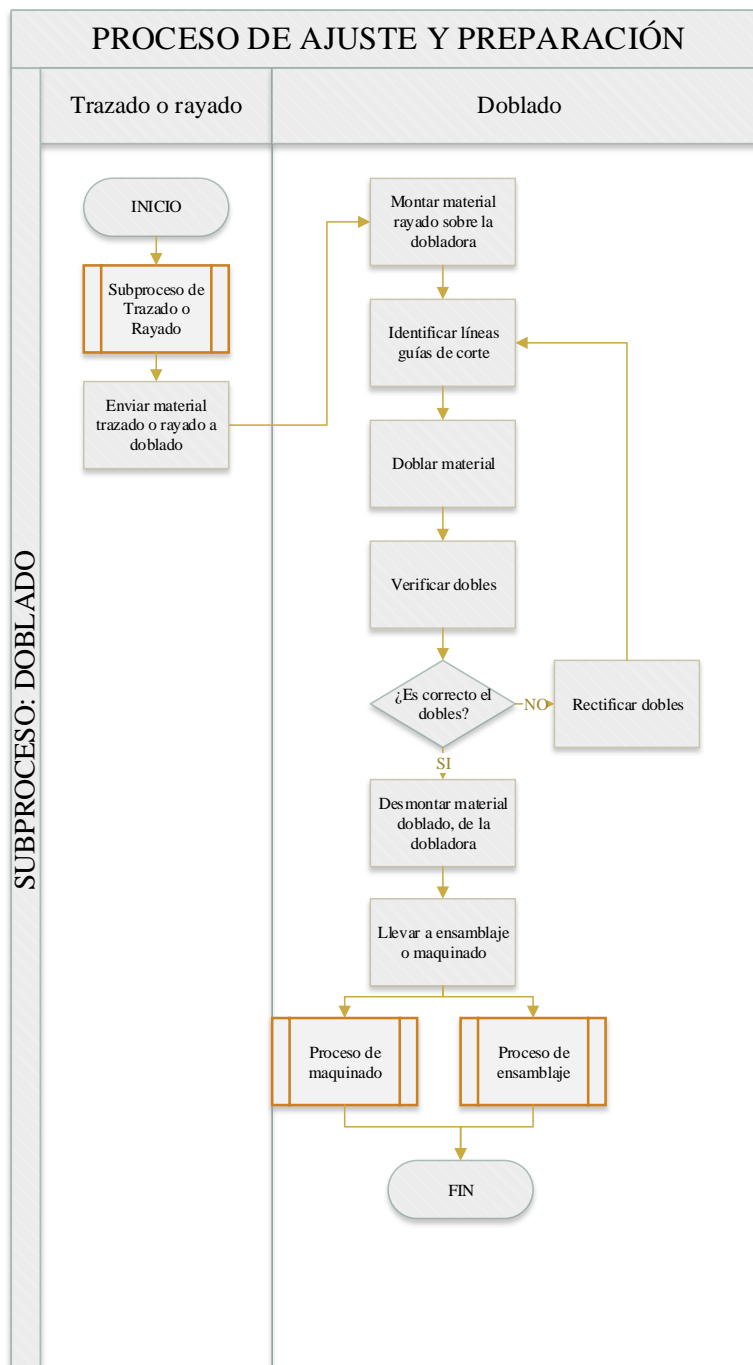 PROCESO DE AJUSTE Y PREPARACIÓN
Trazado o rayado
Doblado
SUBPROCESO: DOBLADO
INICIO
Subproceso de
Trazado o
Rayado
Enviar material
trazado o rayado a
doblado
Montar material
rayado sobre la
dobladora
Identificar líneas
guías de corte
Doblar material
Verificar dobles
¿Es correcto el
dobles?
NO
Rectificar dobles
SI
Desmontar material
doblado, de la
dobladora
Llevar a ensamblaje
o maquinado
Proceso de
maquinado
Proceso de
ensamblaje
FIN